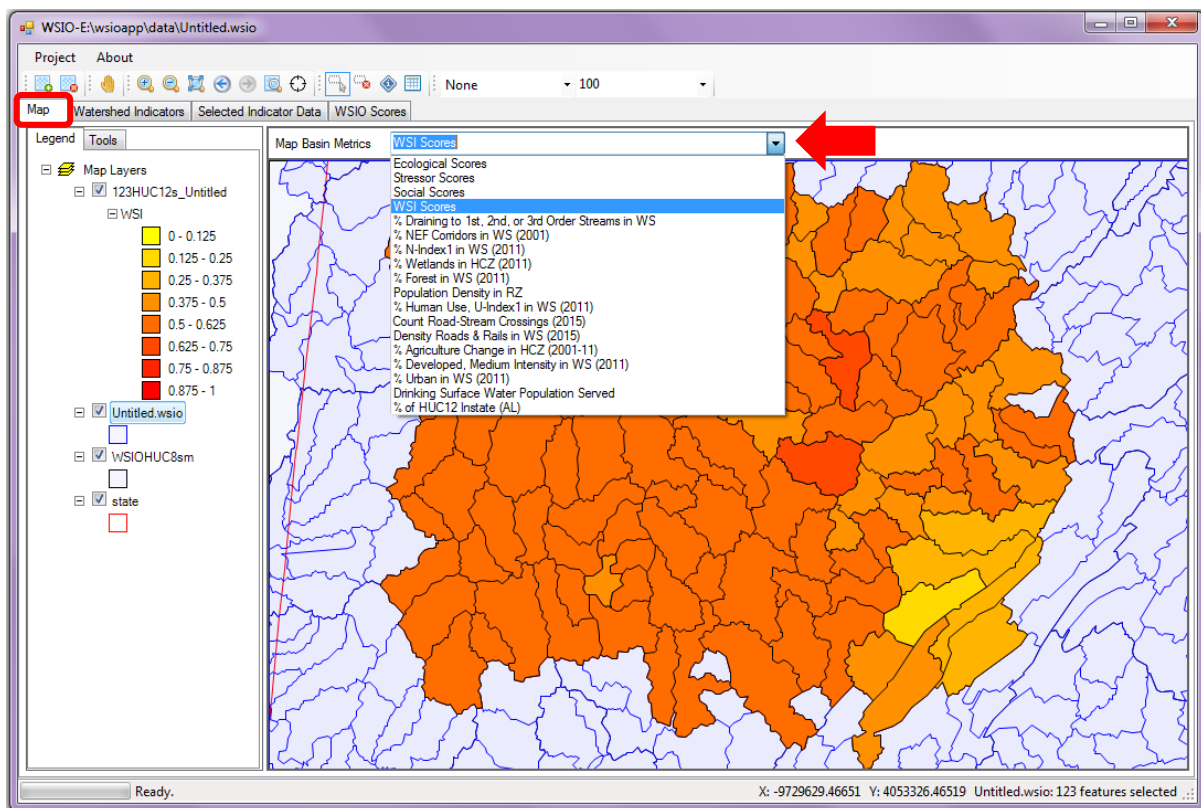 WSIO-E:\wsioapp\data\Untitled.wsio
Project About
None 100
Map Watershed Indicators Selected Indicator Data WSIO Scores
Legend Tools
Map Basin Metrics WSI Scores
Map Layers
123HUC12s_Untitled
WSI
0 - 0.125
0.125 - 0.25
0.25 - 0.375
0.375 - 0.5
0.5 - 0.625
0.625 - 0.75
0.75 - 0.875
0.875 - 1
Untitled.wsio
WSIOHUC8sm
state
Ecological Scores
Stressor Scores
Social Scores
WSI Scores
% Draining to 1st, 2nd, or 3rd Order Streams in WS
% NEF Corridors in WS (2001)
% N-Index1 in WS (2011)
% Wetlands in HCZ (2011)
% Forest in WS (2011)
Population Density in RZ
% Human Use, U-Index1 in WS (2011)
Count Road-Stream Crossings (2015)
Density Roads & Rails in WS (2015)
% Agriculture Change in HCZ (2001-11)
% Developed, Medium Intensity in WS (2011)
% Urban in WS (2011)
Drinking Surface Water Population Served
% of HUC12 Instate (AL)
Ready. X: -9729629.46651 Y: 4053326.46519 Untitled.wsio: 123 features selected